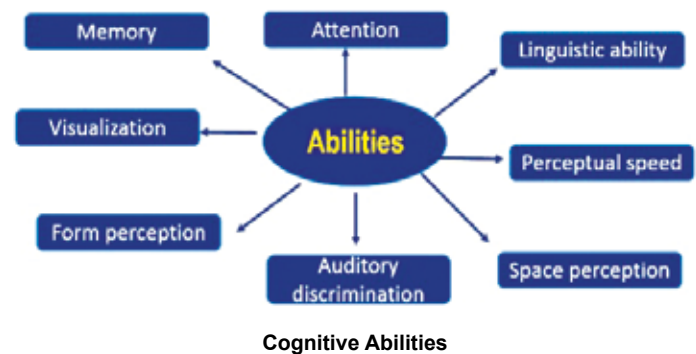 Memory
Attention
Linguistic ability
Visualization
Abilities
Perceptual speed
Form perception
Auditory
discrimination
Space perception
Cognitive Abilities